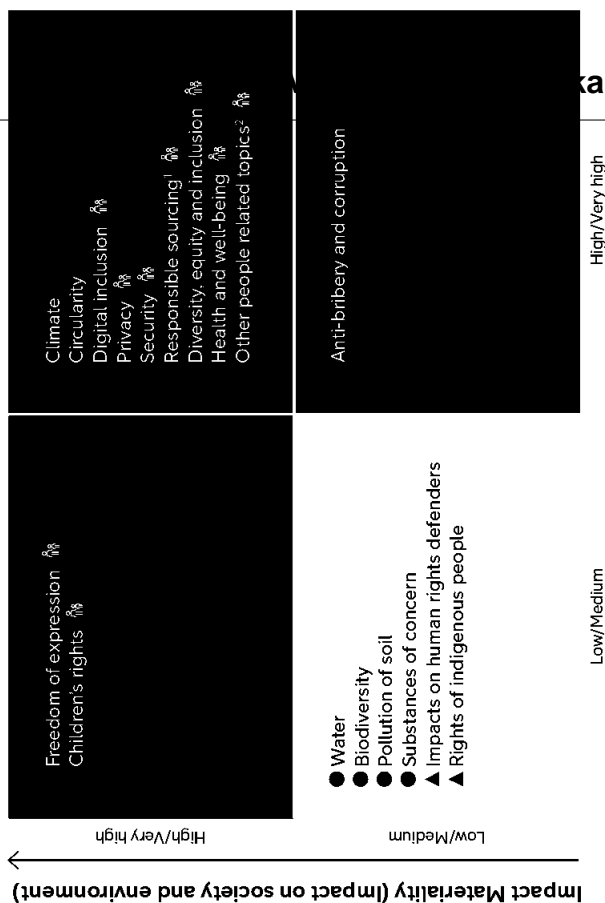 ka
Climate
Circularity
Digital inclusion
Privacy
Security
Responsible sourcing¹
Diversity, equity and inclusion
Health and well-being
Other people related topics²
Anti-bribery and corruption
High/Very high
Freedom of expression
Children's rights
Water
Biodiversity
Pollution of soil
Substances of concern
Impacts on human rights defenders
Rights of indigenous people
Low/Medium
High/Very high
Low/Medium
Impact Materiality (Impact on society and environment)